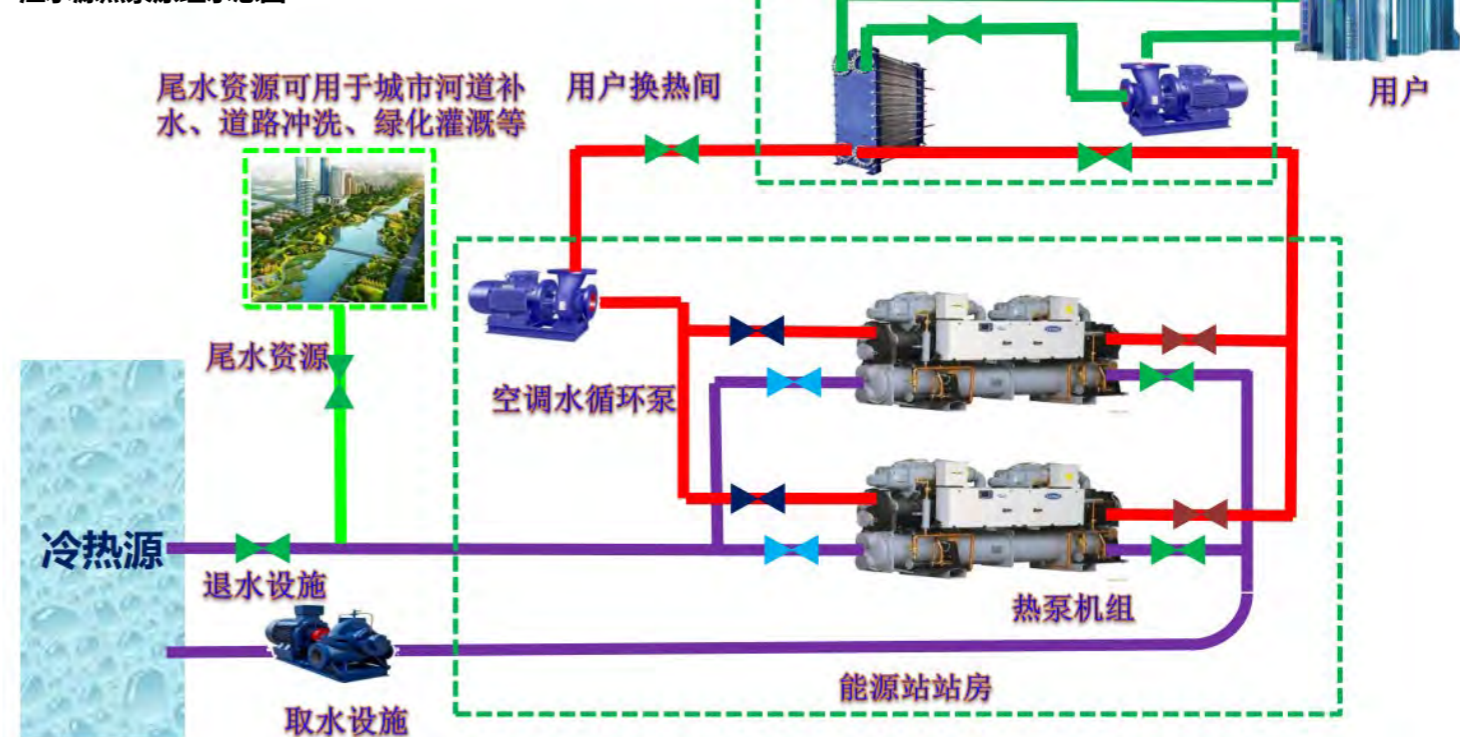 尾水资源可用于城市河道补
水、道路冲洗、绿化灌溉等
用户换热间
用户
尾水资源
空调水循环泵
冷热源
退水设施
热泵机组
能源站站房
取水设施